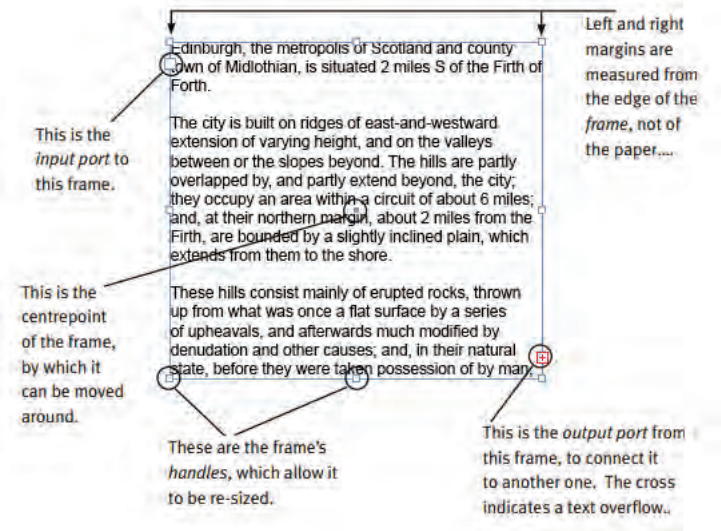 Edinburgh, the metropolis of Scotland and county
town of Midlothian, is situated 2 miles S of the Firth of
Forth.
The city is built on ridges of east-and-westward
extension of varying height, and on the valleys
between or the slopes beyond. The hills are partly
overlapped by, and partly extend beyond, the city;
they occupy an area within a circuit of about 6 miles;
and, at their northern margin, about 2 miles from the
Firth, are bounded by a slightly inclined plain, which
extends from them to the shore.
These hills consist mainly of erupted rocks, thrown
up from what was once a flat surface by a series
of upheavals, and afterwards much modified by
denudation and other causes; and, in their natural
state, before they were taken possession of by man,
Left and right
margins are
measured from
the edge of the
frame, not of
the paper....
This is the
input port to
this frame.
This is the
centrepoint
of the frame,
by which it
can be moved
around.
These are the frame's
handles, which allow it
to be re-sized.
This is the output port from
this frame, to connect it
to another one. The cross
indicates a text overflow..